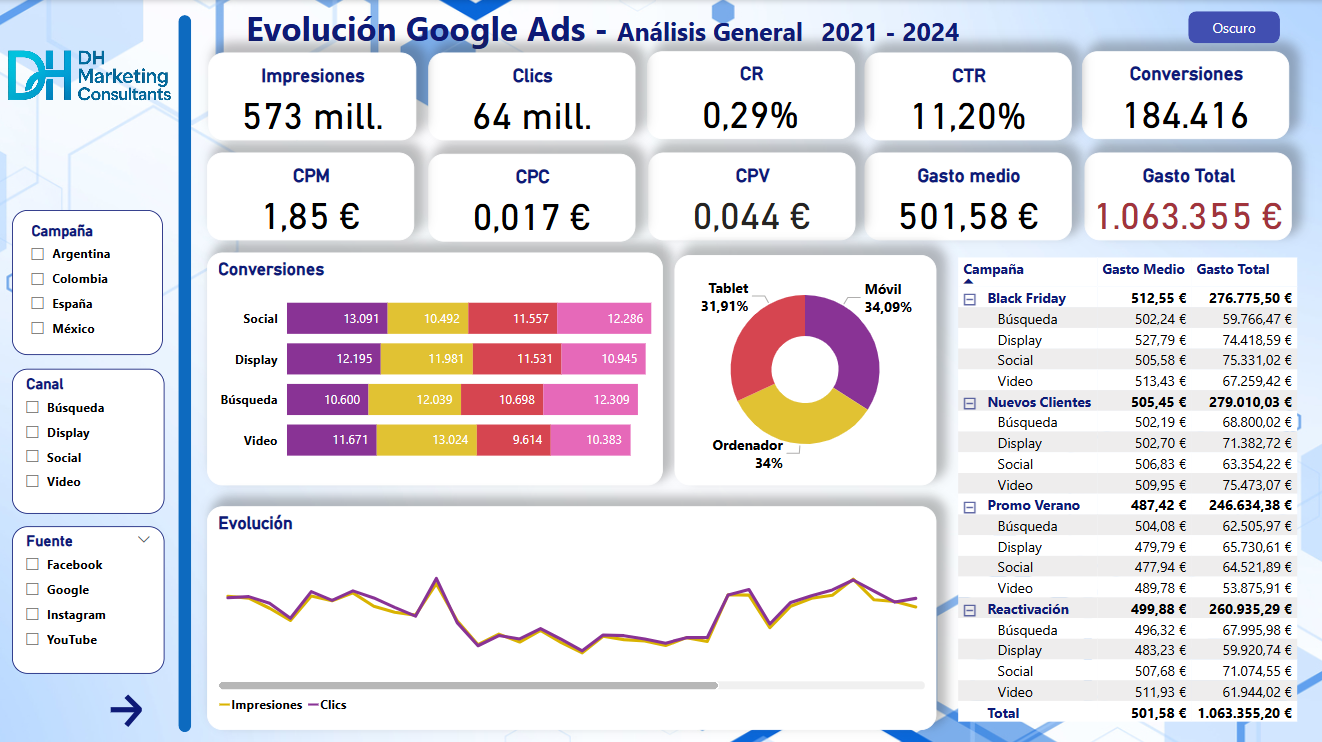 Evolución Google Ads - Análisis General 2021 - 2024
Oscuro
DH
DH
Marketing
Consultants
Impresiones
573 mill.
Clics
64 mill.
CR
0,29%
CTR
11,20%
Conversiones
184.416
CPM
1,85 €
CPC
0,017 €
CPV
0,044 €
Gasto medio
501,58 €
Gasto Total
1.063.355 €
Campaña
Argentina
Colombia
España
México
Canal
Búsqueda
Display
Social
Video
Fuente
Facebook
Google
Instagram
YouTube
Conversiones
Social 13.091 10.492 11.557 12.286
Display 12.195 11.981 11.531 10.945
Búsqueda 10.600 12.039 10.698 12.309
Video 11.671 13.024 9.614 10.383
Tablet
31,91%
Móvil
34,09%
Ordenador
34%
Evolución
Impresiones Clics
Campaña Gasto Medio Gasto Total
Black Friday 512,55 € 276.775,50 €
Búsqueda 502,24 € 59.766,47 €
Display 527,79 € 74.418,59 €
Social 505,58 € 75.331,02 €
Video 513,43 € 67.259,42 €
Nuevos Clientes 505,45 € 279.010,03 €
Búsqueda 502,19 € 68.800,02 €
Display 502,70 € 71.382,72 €
Social 506,83 € 63.354,22 €
Video 509,95 € 75.473,07 €
Promo Verano 487,42 € 246.634,38 €
Búsqueda 504,08 € 62.505,97 €
Display 479,79 € 65.730,61 €
Social 477,94 € 64.521,89 €
Video 489,78 € 53.875,91 €
Reactivación 499,88 € 260.935,29 €
Búsqueda 496,32 € 67.995,98 €
Display 483,23 € 59.920,74 €
Social 507,68 € 71.074,55 €
Video 511,93 € 61.944,02 €
Total 501,58 € 1.063.355,20 €